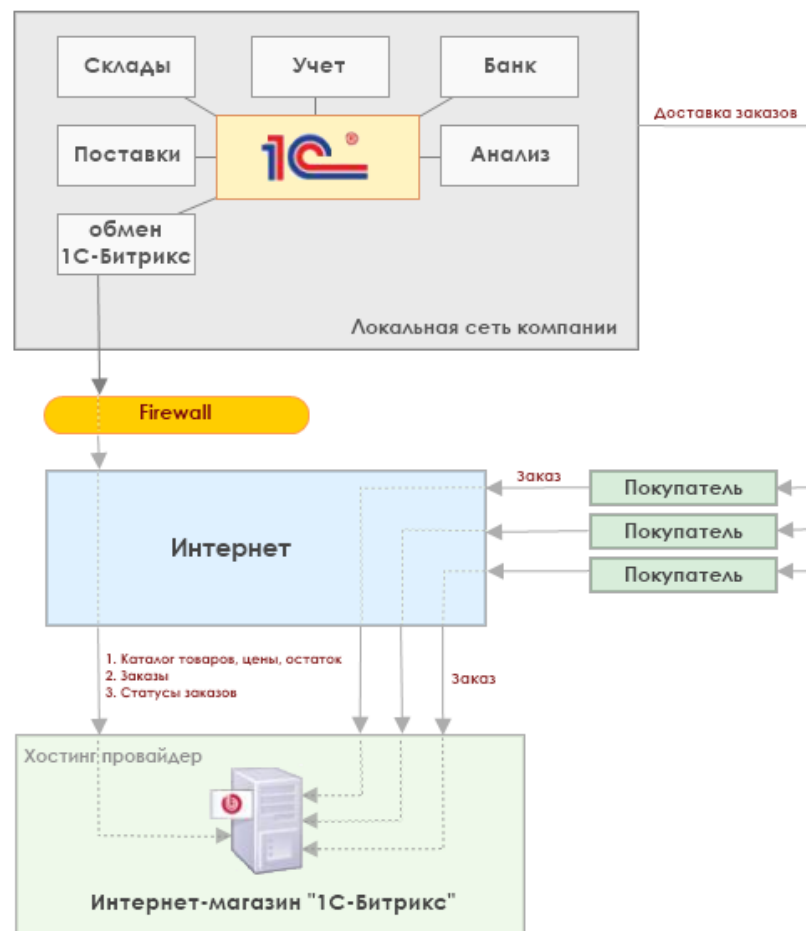 Склады
Учет
Банк
Доставка заказов
Поставки
1С®
Анализ
обмен
1С-Битрикс
Локальная сеть компании
Firewall
Заказ
Покупатель
Интернет
Покупатель
Покупатель
1. Каталог товаров, цены, остаток
2. Заказы
3. Статусы заказов
Заказ
Хостинг провайдер
Интернет-магазин "1С-Битрикс"